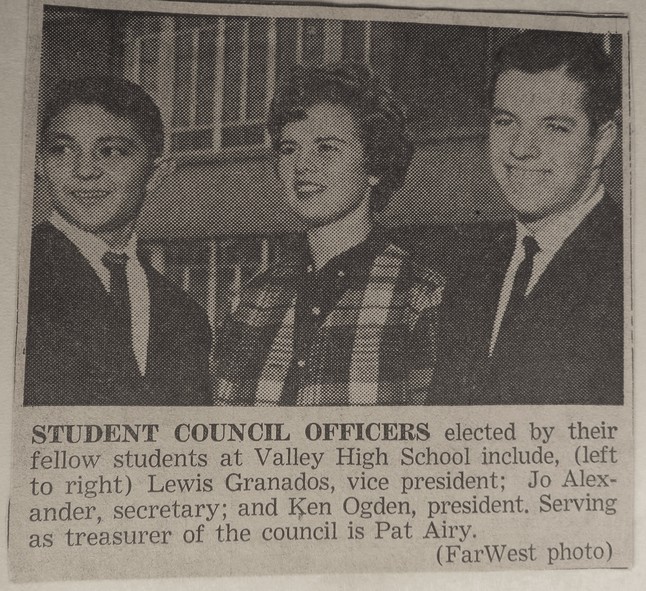 STUDENT COUNCIL OFFICERS elected by their
fellow students at Valley High School include, (left
to right) Lewis Granados, vice president; Jo Alex-
ander, secretary; and Ken Ogden, president. Serving
as treasurer of the council is Pat Airy.
(FarWest photo)